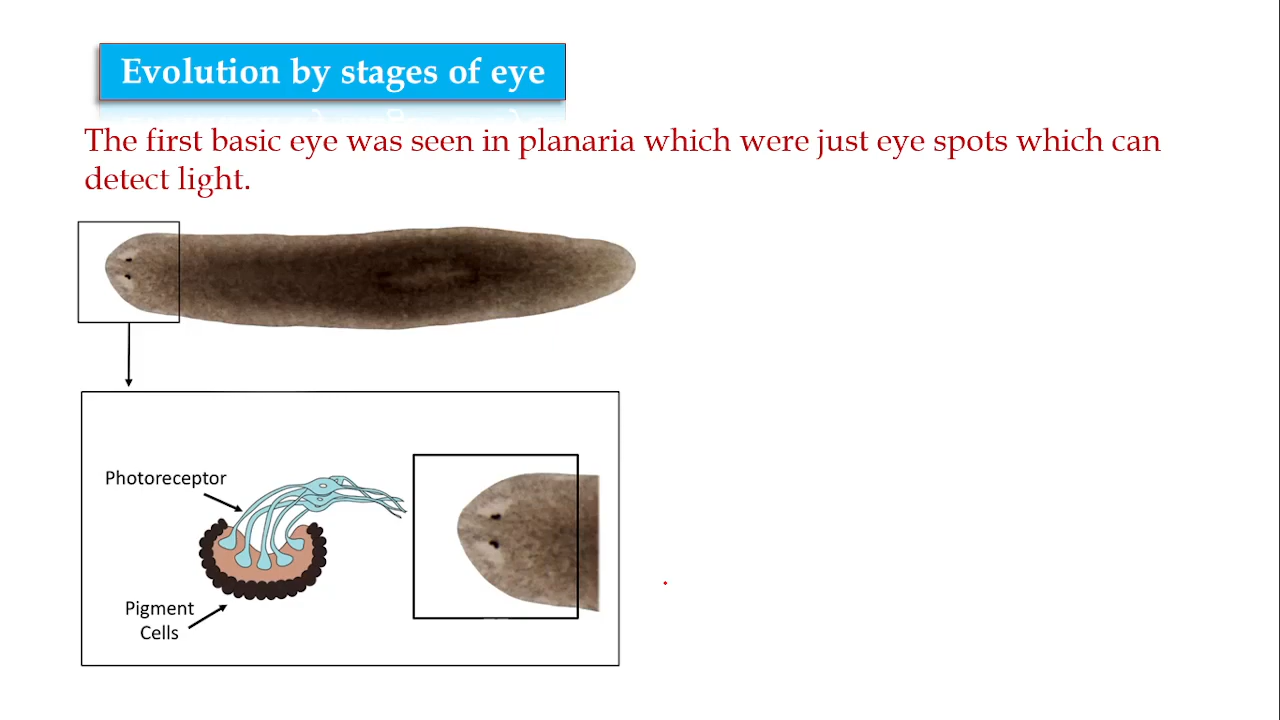 Evolution by stages of eye
The first basic eye was seen in planaria which were just eye spots which can
detect light.
Photoreceptor
Pigment
Cells